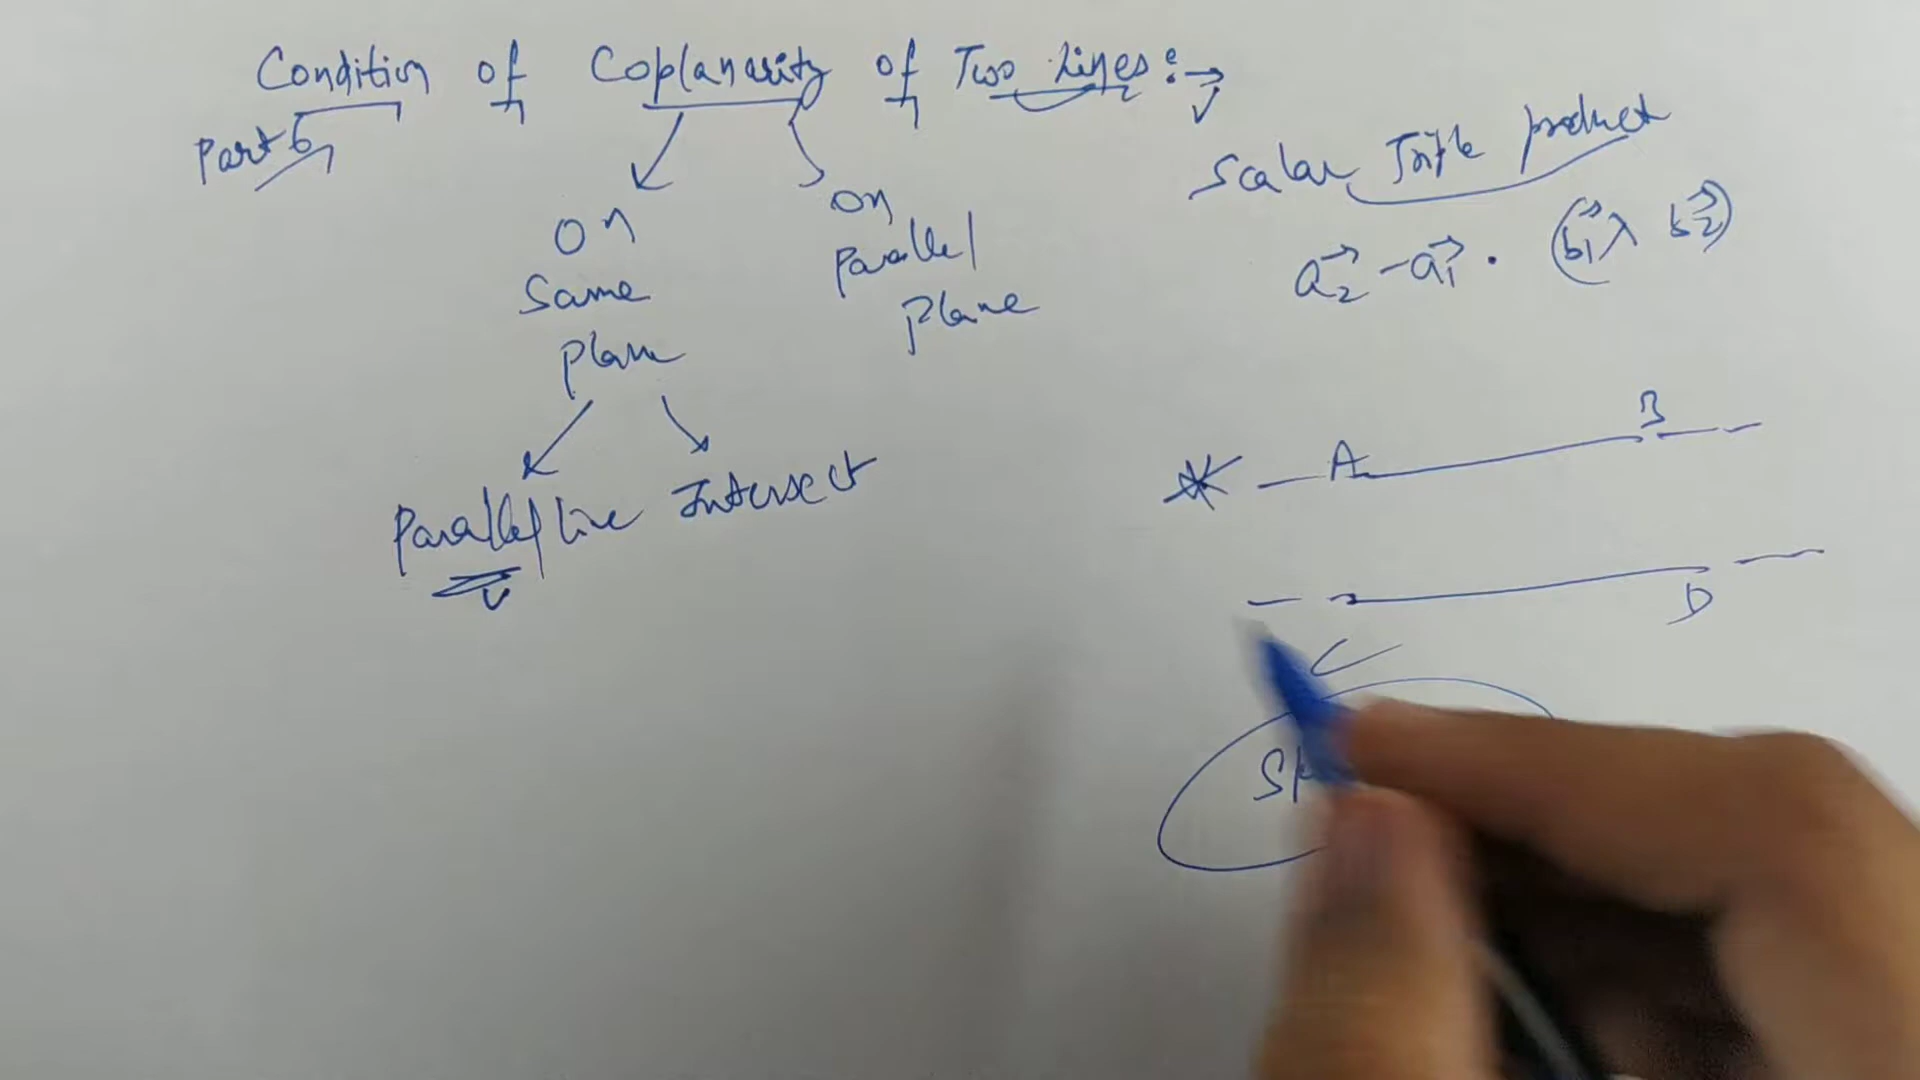 Condition of Coplanarity of Two Lines :→
Part 6
On
Same
Plane
On
Parallel
Plane
Parallel line Intersect
Scalar Triple product
a₂⃗ - a₁⃗ . (b₁⃗ × b₂⃗)
A B
C D